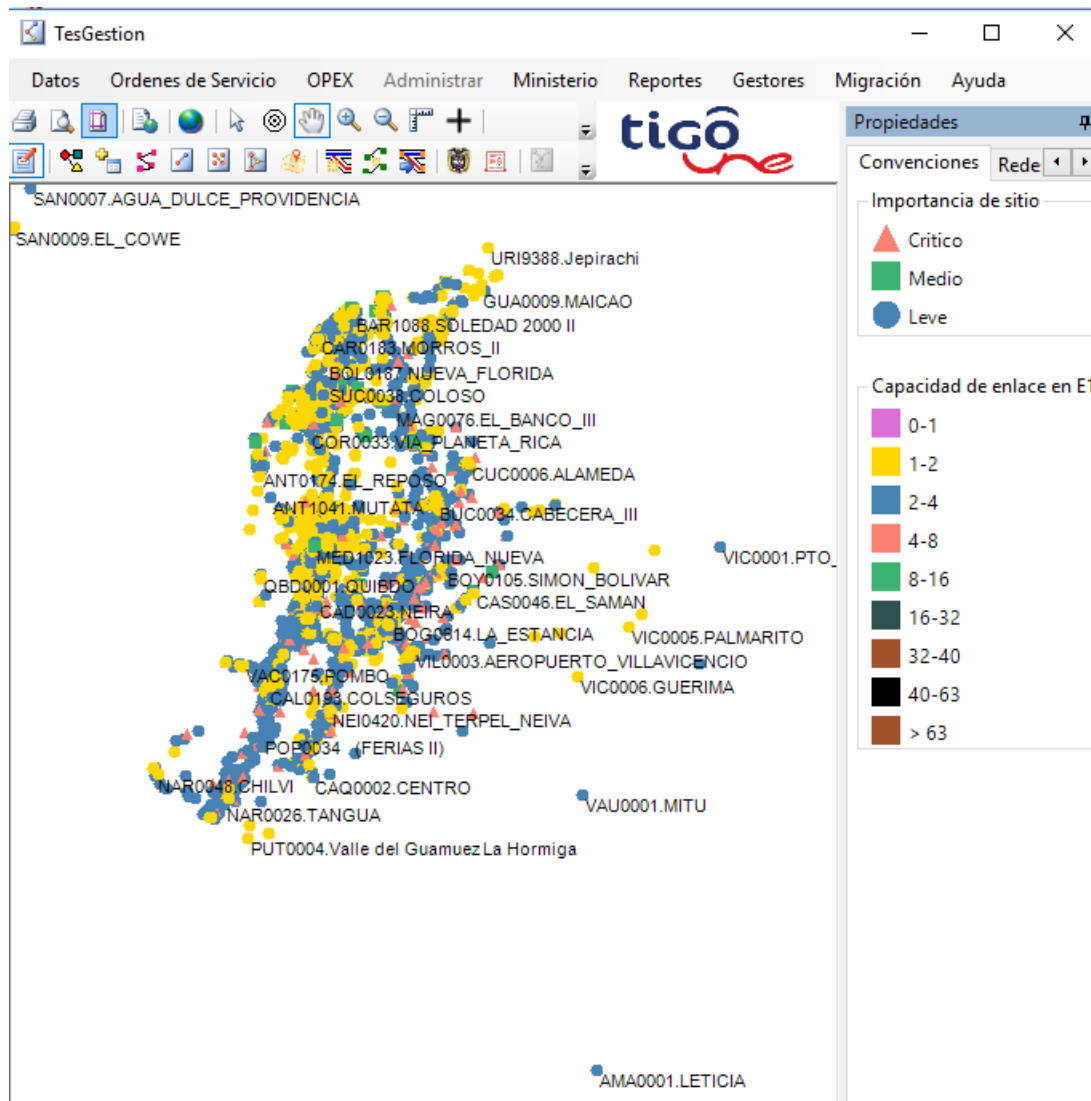 TesGestion
Datos Ordenes de Servicio OPEX Administrar Ministerio Reportes Gestores Migración Ayuda
tigô
une
Propiedades
Convenciones Rede
Importancia de sitio
Critico
Medio
Leve
Capacidad de enlace en E1
0-1
1-2
2-4
4-8
8-16
16-32
32-40
40-63
> 63
SAN0007.AGUA_DULCE_PROVIDENCIA
SAN0009.EL_COWE
URI9388.Jepirachi
GUA0009.MAICAO
BAR1088.SOLEDAD 2000 II
CAR0183.MORROS_II
BOL0187.NUEVA_FLORIDA
SUC0038.COLOSO
MAG0076.EL_BANCO_III
COR0033.VIA_PLANETA_RICA
ANT0174.EL_REPOSO
CUC0006.ALAMEDA
ANT1041.MUTATA
BUC0034.CABECERA_III
MED1023.FLORIDA_NUEVA
VIC0001.PTO_
QBD0001.QUIBDO
BOY0105.SIMON_BOLIVAR
CAD0023.NEIRA
CAS0046.EL_SAMAN
BOG0614.LA_ESTANCIA
VIC0005.PALMARITO
VIL0003.AEROPUERTO_VILLAVICENCIO
VAC0175.POMBO
VIC0006.GUERIMA
CAL0193.COLSEGUROS
NEI0420.NEI_TERPEL_NEIVA
POP0034 (FERIAS II)
NAR0048.CHILVI
CAQ0002.CENTRO
VAU0001.MITU
NAR0026.TANGUA
PUT0004.Valle del Guamuez La Hormiga
AMA0001.LETICIA